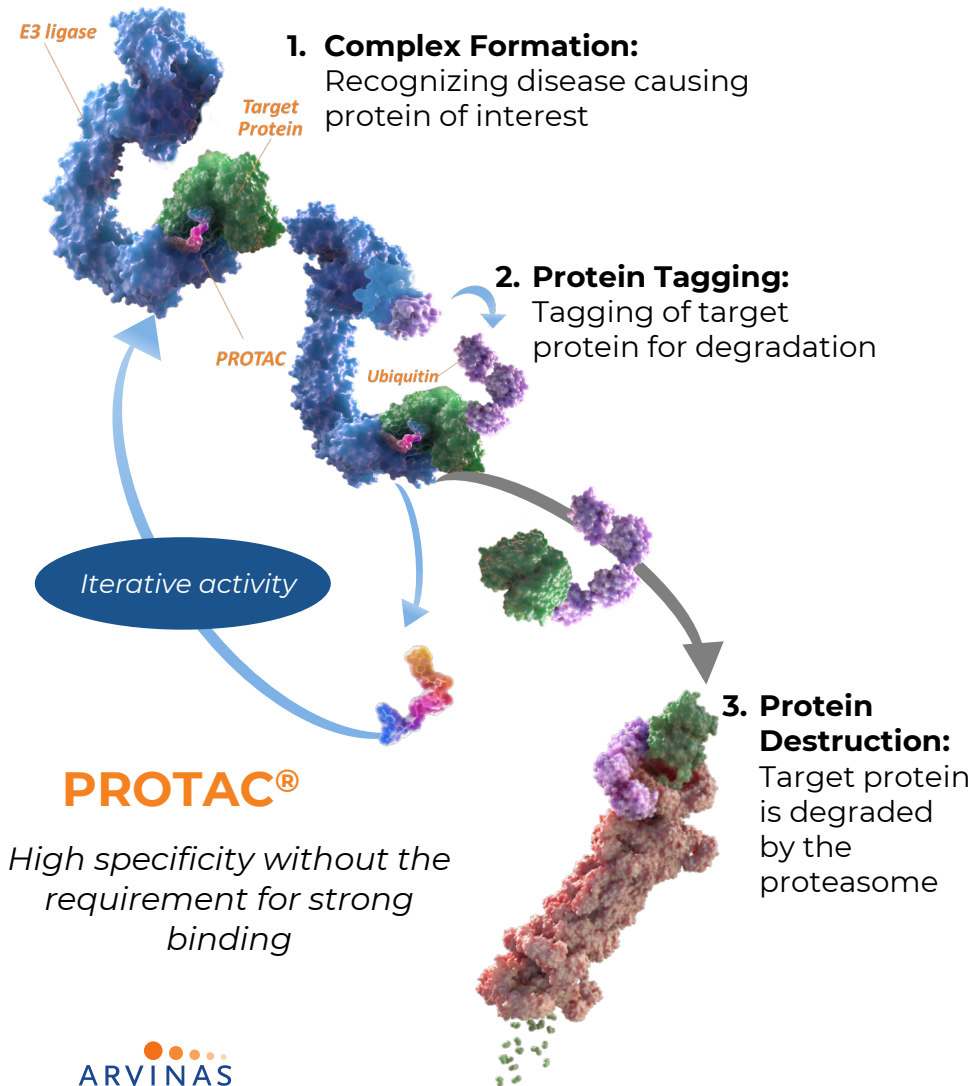 E3 ligase
1. Complex Formation:
Recognizing disease causing
protein of interest
Target
Protein
PROTAC
2. Protein Tagging:
Tagging of target
protein for degradation
Ubiquitin
Iterative activity
3. Protein
Destruction:
Target protein
is degraded
by the
proteasome
PROTAC®
High specificity without the
requirement for strong
binding
ARVINAS